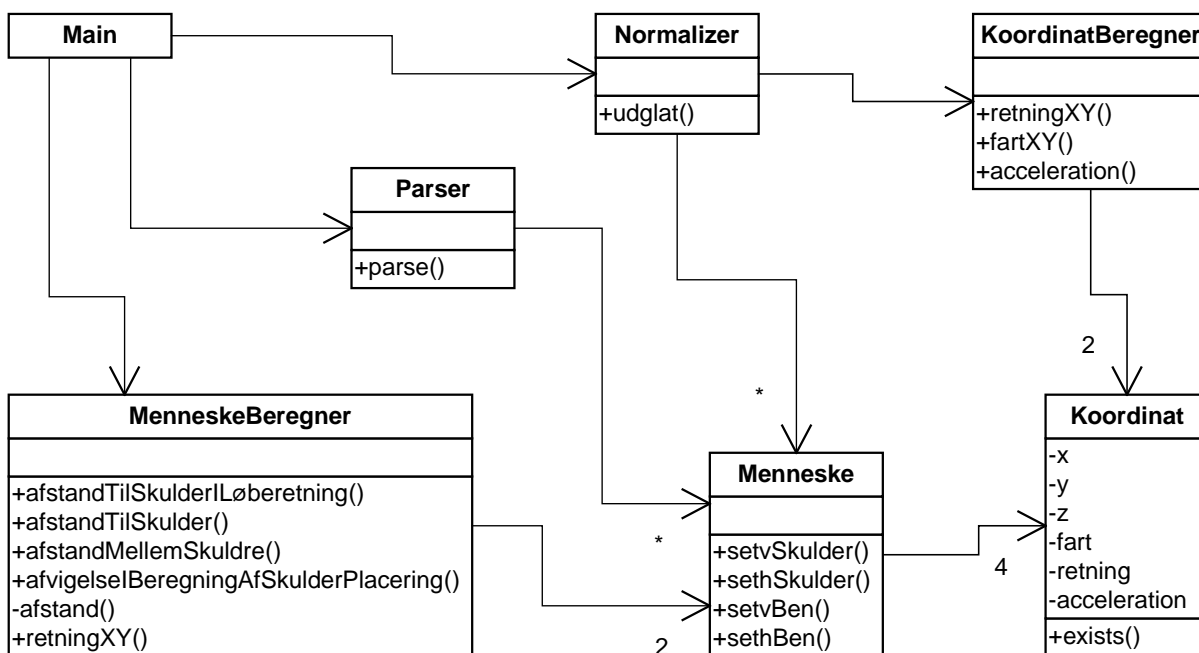 Main
Normalizer
+udglat()
KoordinatBeregner
+retningXY()
+fartXY()
+acceleration()
Parser
+parse()
2
*
MenneskeBeregner
+afstandTilSkulderILøberetning()
+afstandTilSkulder()
+afstandMellemSkuldre()
+afvigelseIBeregningAfSkulderPlacering()
-afstand()
+retningXY()
*
2
Menneske
+setvSkulder()
+sethSkulder()
+setvBen()
+sethBen()
4
Koordinat
-x
-y
-z
-fart
-retning
-acceleration
+exists()